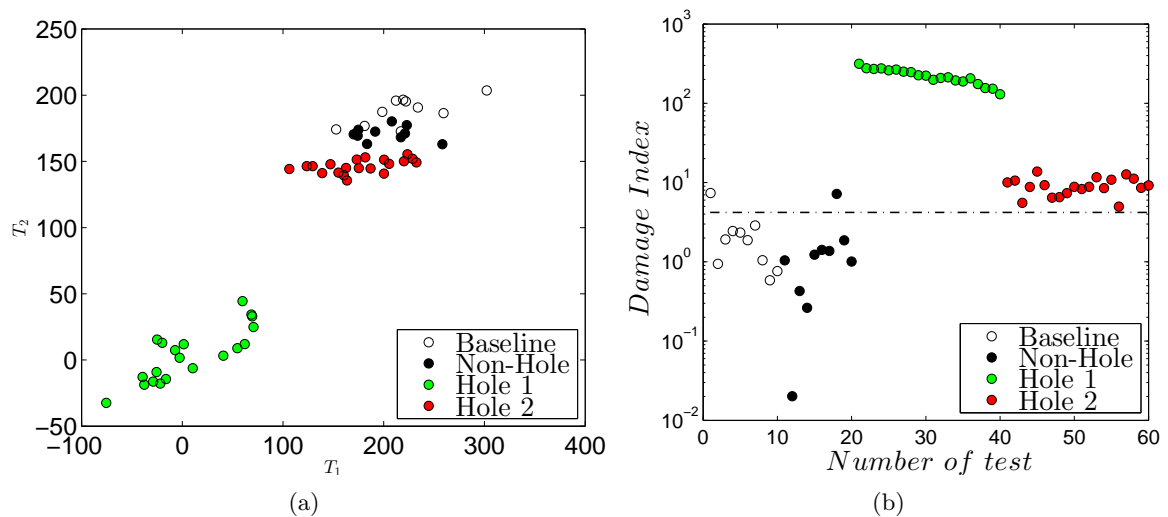 250
200
150
100
50
0
−50
−100 0 100 200 300 400
T₂
T₁
Baseline
Non-Hole
Hole 1
Hole 2
(a)
10³
10²
10¹
10⁰
10⁻¹
10⁻²
0 10 20 30 40 50 60
Damage Index
Number of test
Baseline
Non-Hole
Hole 1
Hole 2
(b)